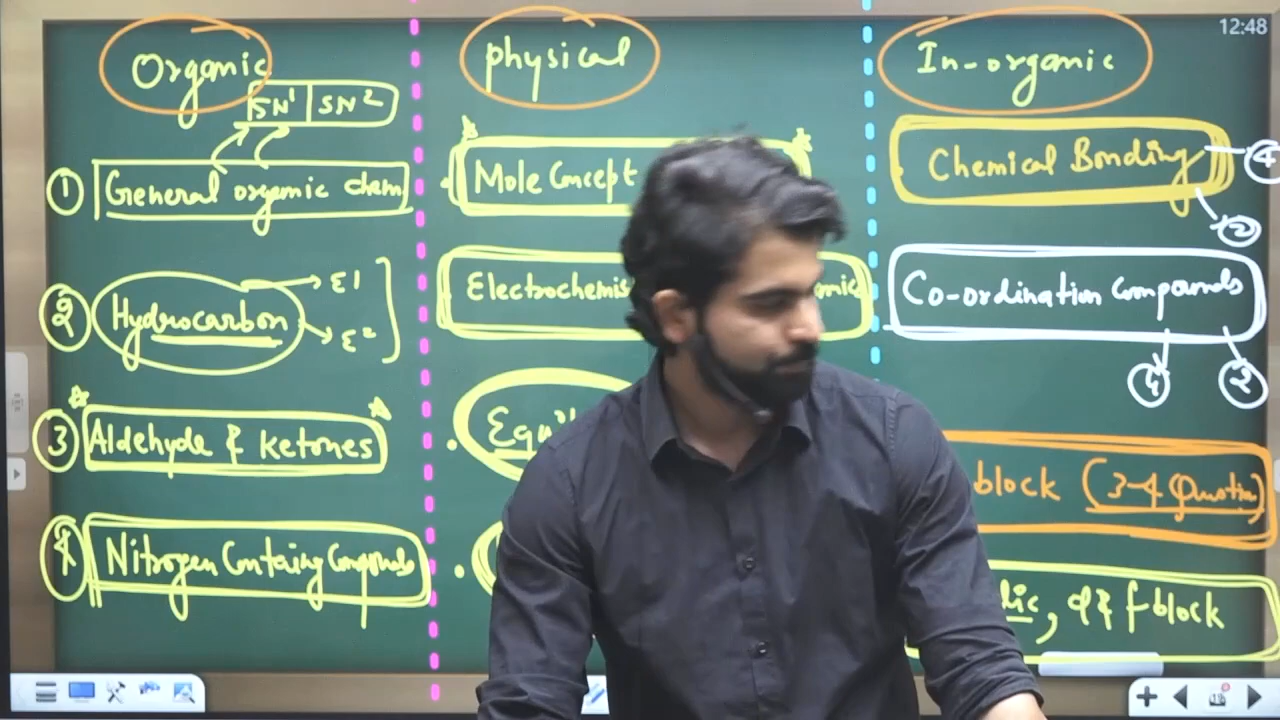 12:48
Organic
SN¹ | SN²
① General organic chem
② Hydrocarbon → E1
→ E²
③ Aldehyde & ketones
④ Nitrogen Containing Compounds
physical
Mole Concept
Electrochemis
In-organic
Chemical Bonding
④
②
Co-ordination Compounds
④ ②
block (3-4 Question)
d & f-block